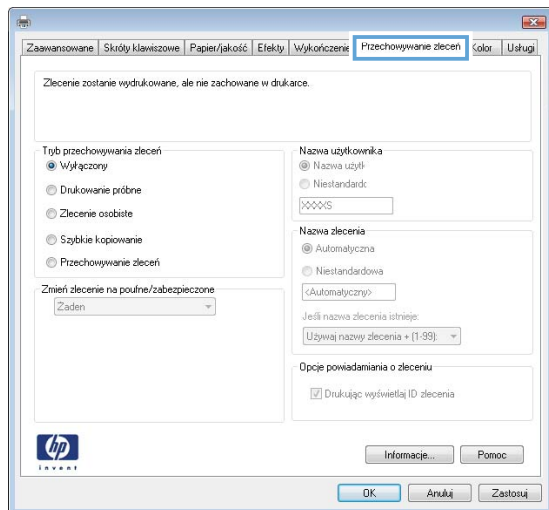 Zaawansowane Skróty klawiszowe Papier/jakość Efekty Wykończenie Przechowywanie zleceń Kolor Usługi
Zlecenie zostanie wydrukowane, ale nie zachowane w drukarce.
Tryb przechowywania zleceń
Wyłączony
Drukowanie próbne
Zlecenie osobiste
Szybkie kopiowanie
Przechowywanie zleceń
Zmień zlecenie na poufne/zabezpieczone
Żaden
Nazwa użytkownika
Nazwa użytk
Niestandardc
XXXXS
Nazwa zlecenia
Automatyczna
Niestandardowa
<Automatyczny>
Jeśli nazwa zlecenia istnieje:
Używaj nazwy zlecenia + (1-99):
Opcje powiadamiania o zleceniu
Drukując wyświetlaj ID zlecenia
hp
invent
Informacje... Pomoc
OK Anuluj Zastosuj